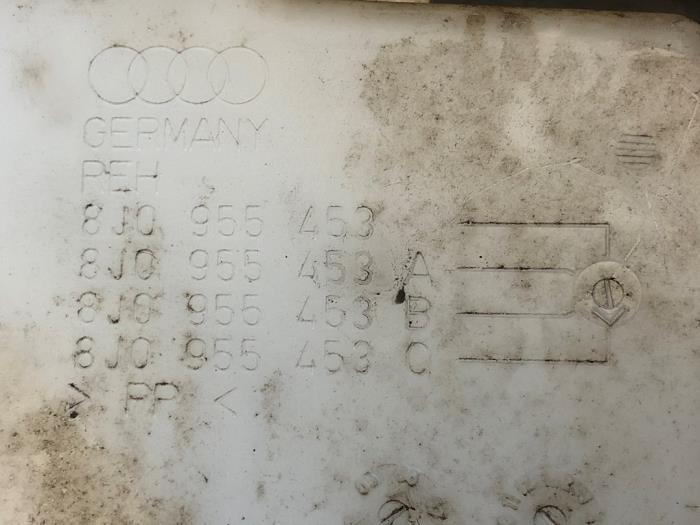 GERMANY
REH
8J0 955 453
8J0 955 453 A
8J0 955 453 B
8J0 955 453 C
> PP <